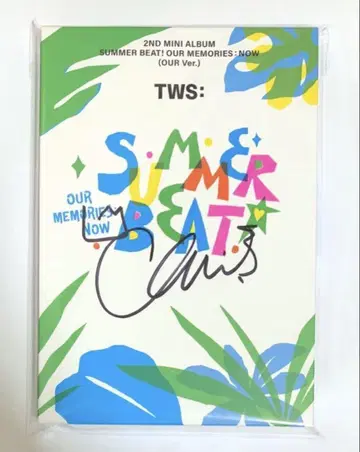 2ND MINI ALBUM
SUMMER BEAT! OUR MEMORIES : NOW
(OUR Ver.)
TWS:
SUMMER
BEAT!
OUR
MEMORIES:
NOW